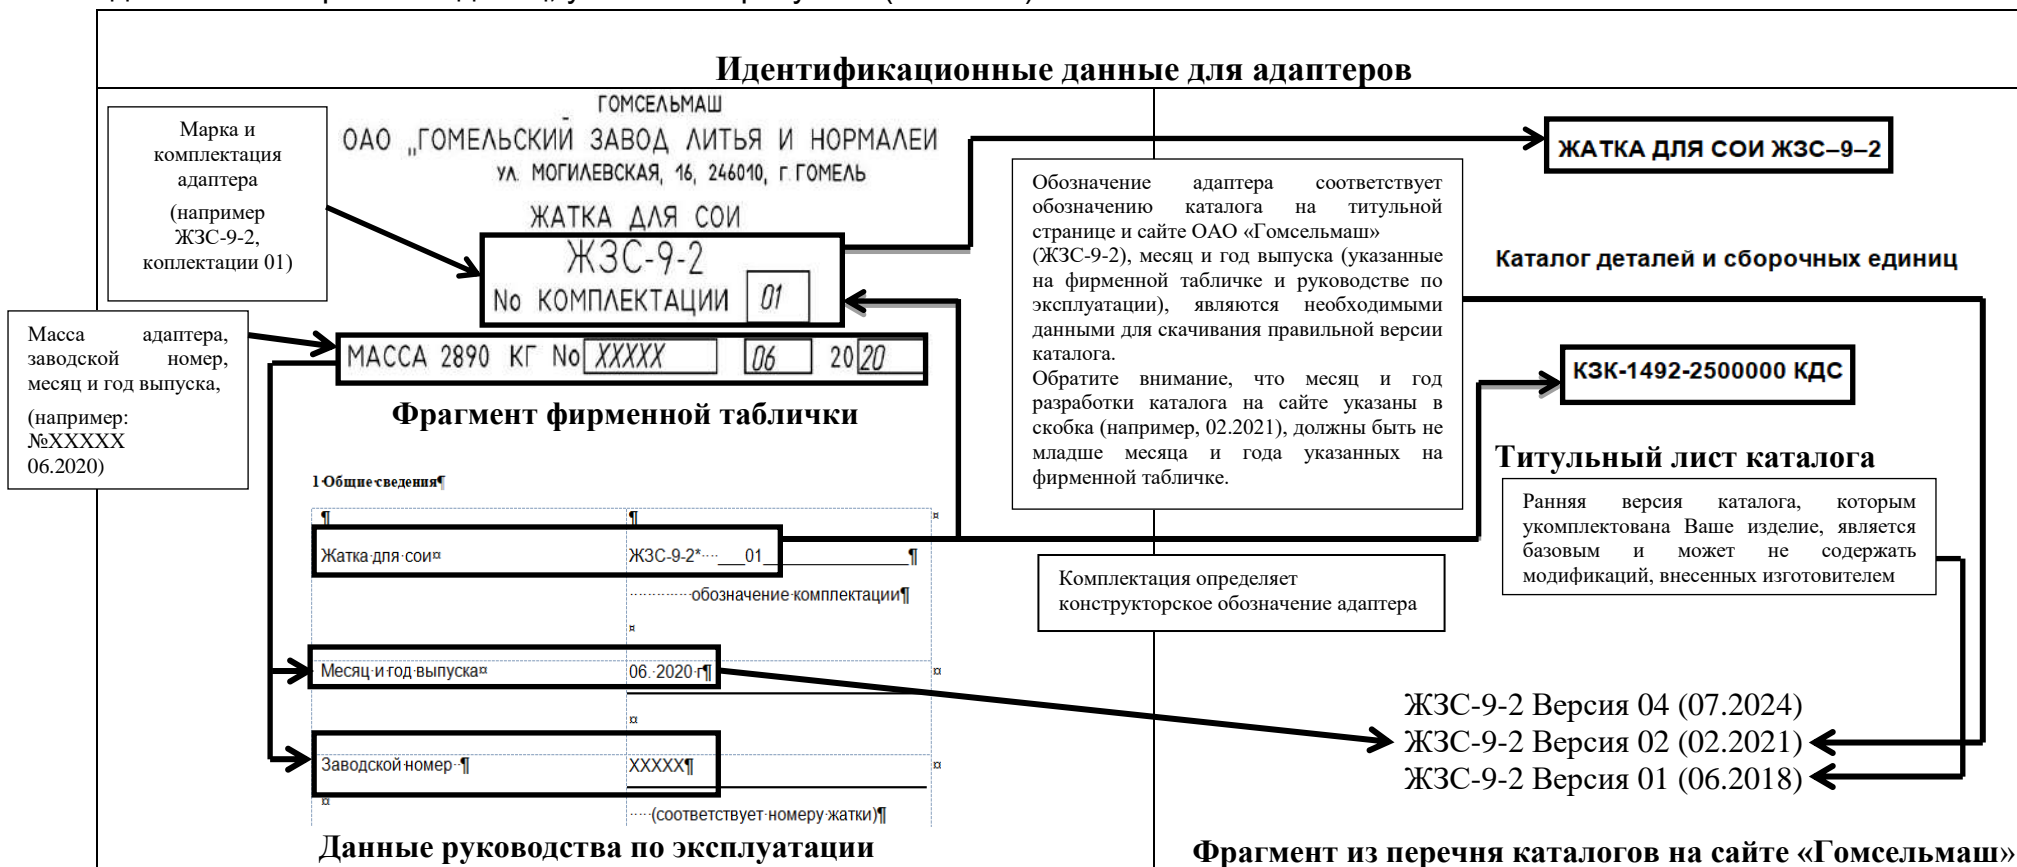 Идентификационные данные для адаптеров
Марка и
комплектация
адаптера
(например
ЖЗС-9-2,
коплектации 01)
Масса адаптера,
заводской номер,
месяц и год выпуска,
(например:
№XXXXX
06.2020)
ГОМСЕЛЬМАШ
ОАО „ГОМЕЛЬСКИЙ ЗАВОД ЛИТЬЯ И НОРМАЛЕИ
УЛ. МОГИЛЕВСКАЯ, 16, 246010, Г. ГОМЕЛЬ
ЖАТКА ДЛЯ СОИ
ЖЗС-9-2
No КОМПЛЕКТАЦИИ 01
МАССА 2890 КГ No XXXXX 06 2020
Фрагмент фирменной таблички
1·Общие·сведения¶
¶ ¶ ¤
Жатка·для·сои¤ ЖЗС-9-2*····___01________________¶
··············обозначение·комплектации¶
¤
Месяц·и·год·выпуска¤ 06.·2020·г¶ ¤
¤
Заводской·номер··¶ XXXXX¶ ¤
¤
·····(соответствует·номеру·жатки)¶
Данные руководства по эксплуатации
Обозначение адаптера соответствует
обозначению каталога на титульной
странице и сайте ОАО «Гомсельмаш»
(ЖЗС-9-2), месяц и год выпуска (указанные
на фирменной табличке и руководстве по
эксплуатации), являются необходимыми
данными для скачивания правильной версии
каталога.
Обратите внимание, что месяц и год
разработки каталога на сайте указаны в
скобка (например, 02.2021), должны быть не
младше месяца и года указанных на
фирменной табличке.
Комплектация определяет
конструкторское обозначение адаптера
ЖАТКА ДЛЯ СОИ ЖЗС–9–2
Каталог деталей и сборочных единиц
КЗК-1492-2500000 КДС
Титульный лист каталога
Ранняя версия каталога, которым
укомплектована Ваше изделие, является
базовым и может не содержать
модификаций, внесенных изготовителем
ЖЗС-9-2 Версия 04 (07.2024)
ЖЗС-9-2 Версия 02 (02.2021)
ЖЗС-9-2 Версия 01 (06.2018)
Фрагмент из перечня каталогов на сайте «Гомсельмаш»